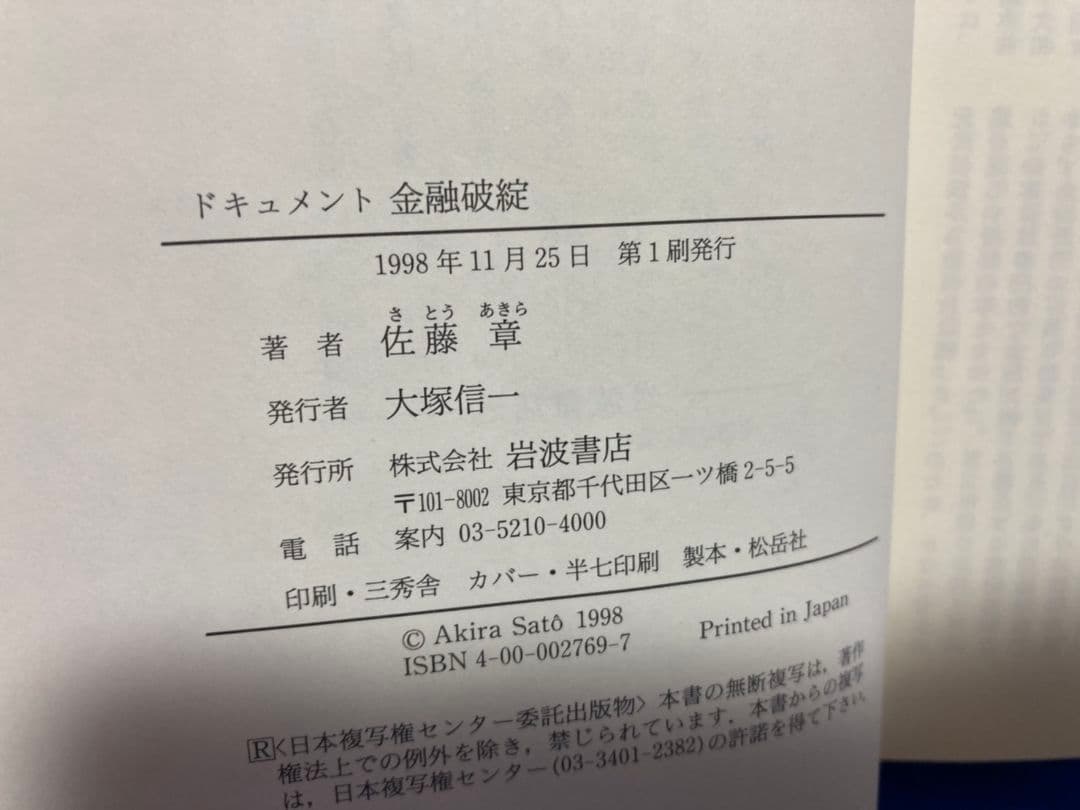 ドキュメント 金融破綻
1998年11月25日 第1刷発行
さ とう あきら
著 者 佐藤 章
発行者 大塚信一
発行所 株式会社 岩波書店
〒101-8002 東京都千代田区一ツ橋2-5-5
電 話 案内 03-5210-4000
印刷・三秀舎 カバー・半七印刷 製本・松岳社
© Akira Satô 1998
ISBN 4-00-002769-7 Printed in Japan
R〈日本複写権センター委託出版物〉本書の無断複写は，著作
権法上での例外を除き，禁じられています．本書からの複写
は，日本複写権センター(03-3401-2382)の許諾を得て下さい．